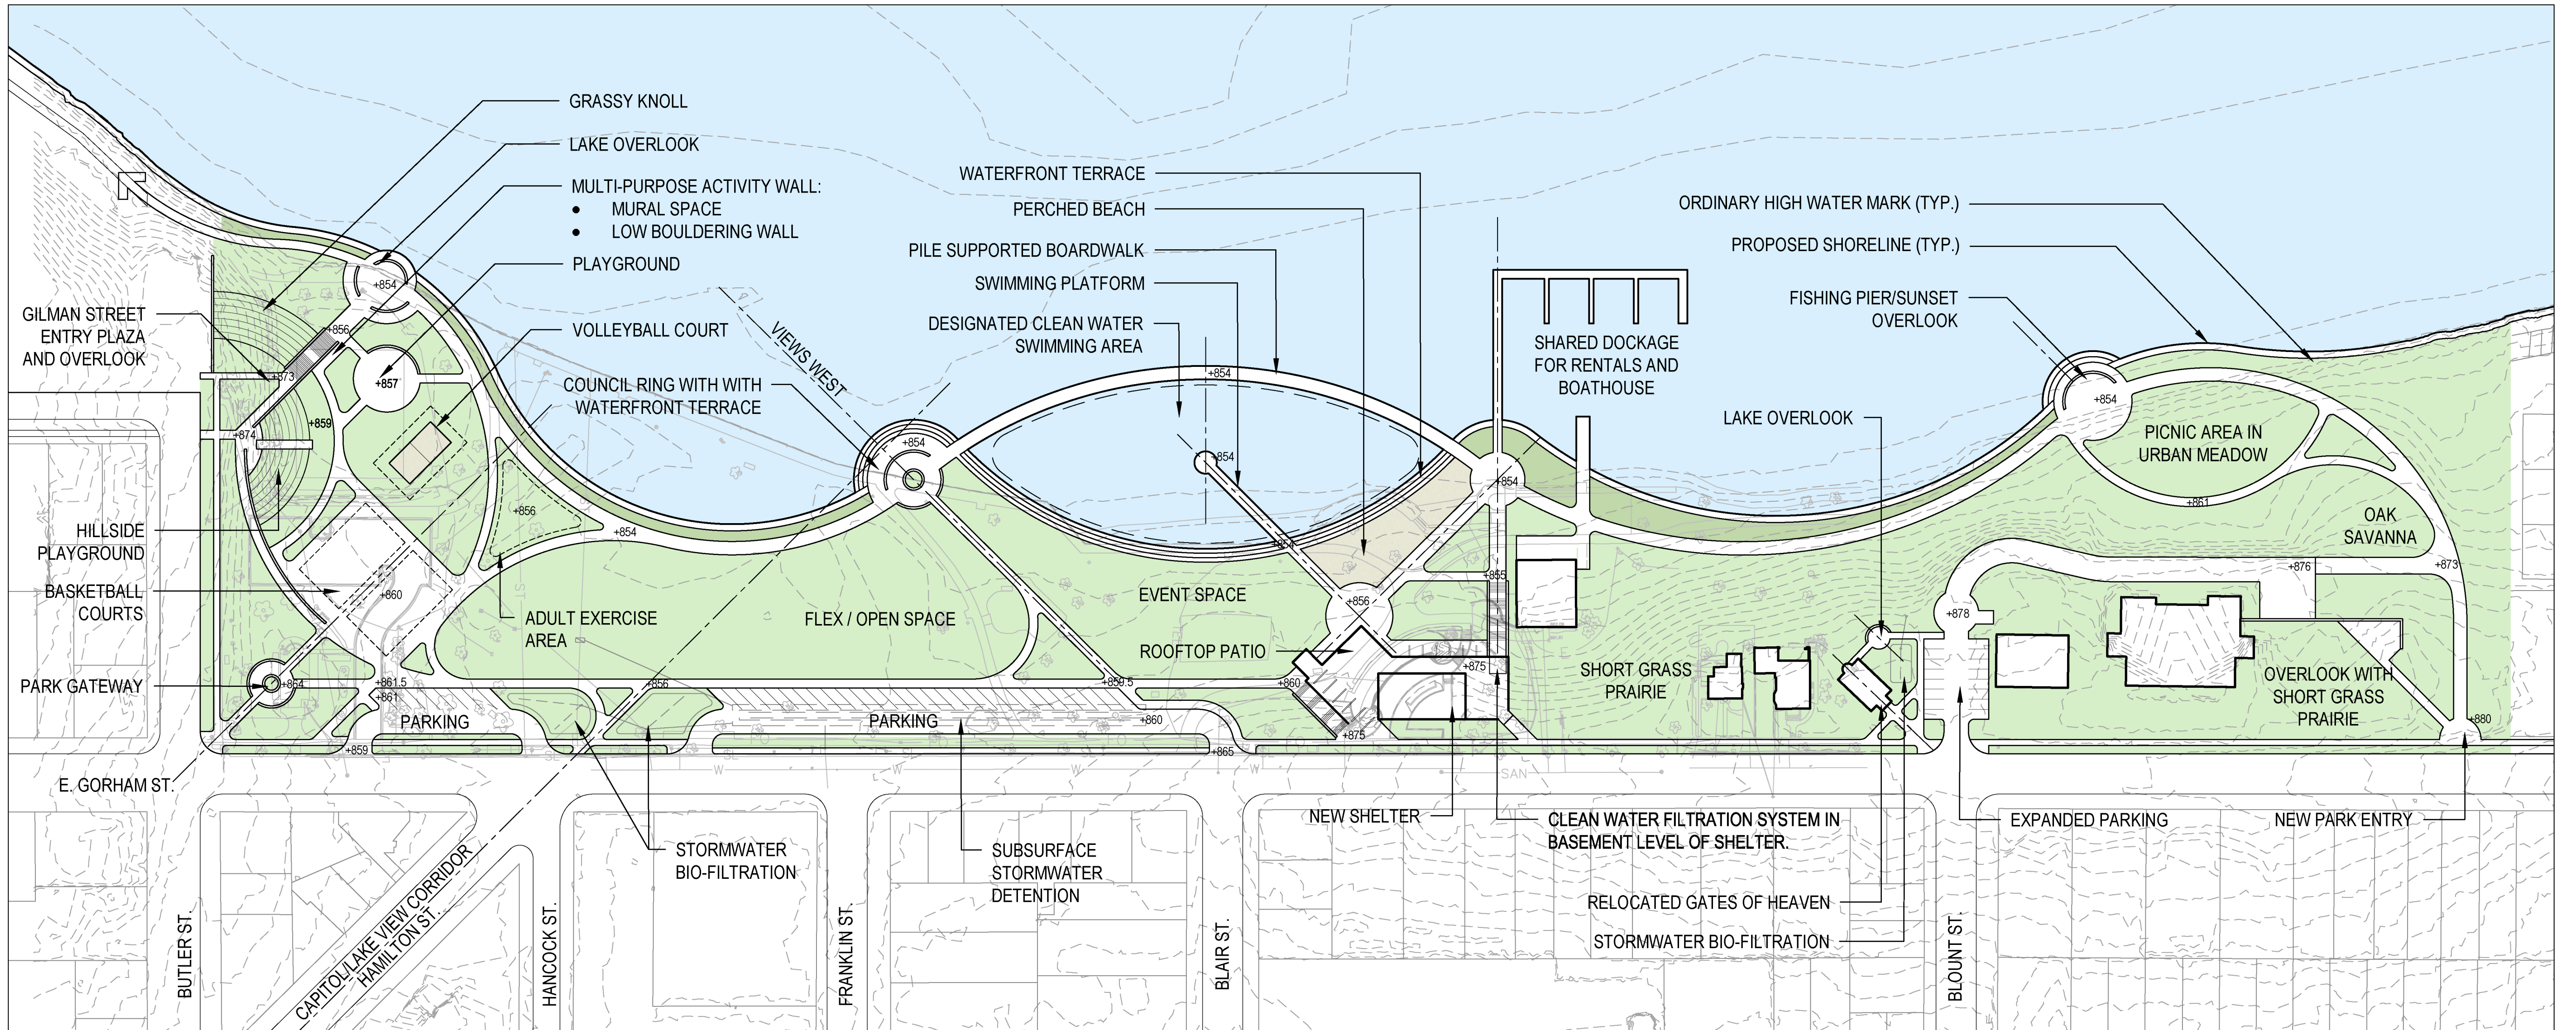 GRASSY KNOLL
LAKE OVERLOOK
MULTI-PURPOSE ACTIVITY WALL:
● MURAL SPACE
● LOW BOULDERING WALL
PLAYGROUND
VOLLEYBALL COURT
COUNCIL RING WITH WITH
WATERFRONT TERRACE
VIEWS WEST
GILMAN STREET
ENTRY PLAZA
AND OVERLOOK
HILLSIDE
PLAYGROUND
BASKETBALL
COURTS
PARK GATEWAY
E. GORHAM ST.
WATERFRONT TERRACE
PERCHED BEACH
PILE SUPPORTED BOARDWALK
SWIMMING PLATFORM
DESIGNATED CLEAN WATER
SWIMMING AREA
SHARED DOCKAGE
FOR RENTALS AND
BOATHOUSE
ORDINARY HIGH WATER MARK (TYP.)
PROPOSED SHORELINE (TYP.)
FISHING PIER/SUNSET
OVERLOOK
LAKE OVERLOOK
PICNIC AREA IN
URBAN MEADOW
OAK
SAVANNA
ADULT EXERCISE
AREA
FLEX / OPEN SPACE
EVENT SPACE
ROOFTOP PATIO
SHORT GRASS
PRAIRIE
OVERLOOK WITH
SHORT GRASS
PRAIRIE
PARKING
PARKING
+854
+856
+873
+857
+859
+874
+856
+854
+860
+864
+861.5
+861
+859
+856
+854
+854
+854
+854
+856
+859.5
+860
+860
+865
+875
+875
+855
+854
+854
+861
+876
+873
+878
+880
W
W
W
SAN
STORMWATER
BIO-FILTRATION
SUBSURFACE
STORMWATER
DETENTION
NEW SHELTER
CLEAN WATER FILTRATION SYSTEM IN
BASEMENT LEVEL OF SHELTER.
RELOCATED GATES OF HEAVEN
STORMWATER BIO-FILTRATION
EXPANDED PARKING
NEW PARK ENTRY
BUTLER ST.
CAPITOL/LAKE VIEW CORRIDOR
HAMILTON ST.
HANCOCK ST.
FRANKLIN ST.
BLAIR ST.
BLOUNT ST.